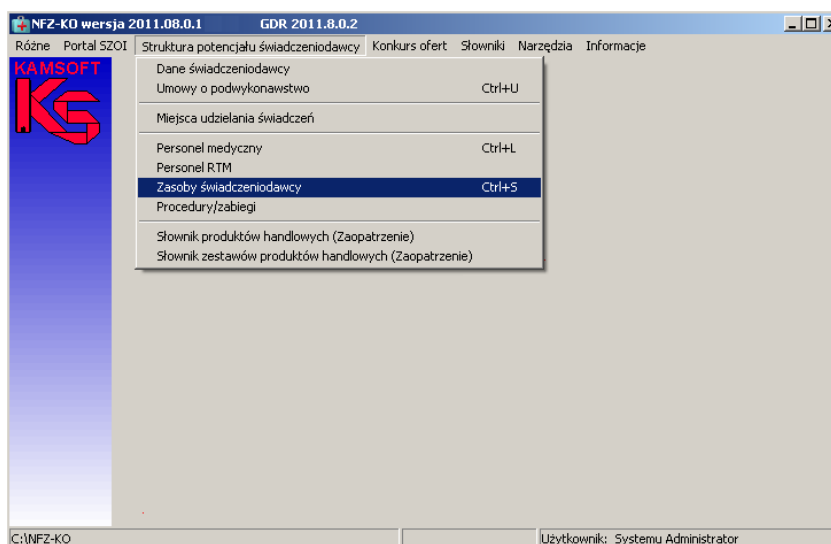 NFZ-KO wersja 2011.08.0.1 GDR 2011.8.0.2
Różne Portal SZOI Struktura potencjału świadczeniodawcy Konkurs ofert Słowniki Narzędzia Informacje
KAMSOFT
KS
Dane świadczeniodawcy
Umowy o podwykonawstwo Ctrl+U
Miejsca udzielania świadczeń
Personel medyczny Ctrl+L
Personel RTM
Zasoby świadczeniodawcy Ctrl+S
Procedury/zabiegi
Słownik produktów handlowych (Zaopatrzenie)
Słownik zestawów produktów handlowych (Zaopatrzenie)
C:\NFZ-KO Użytkownik: Systemu Administrator